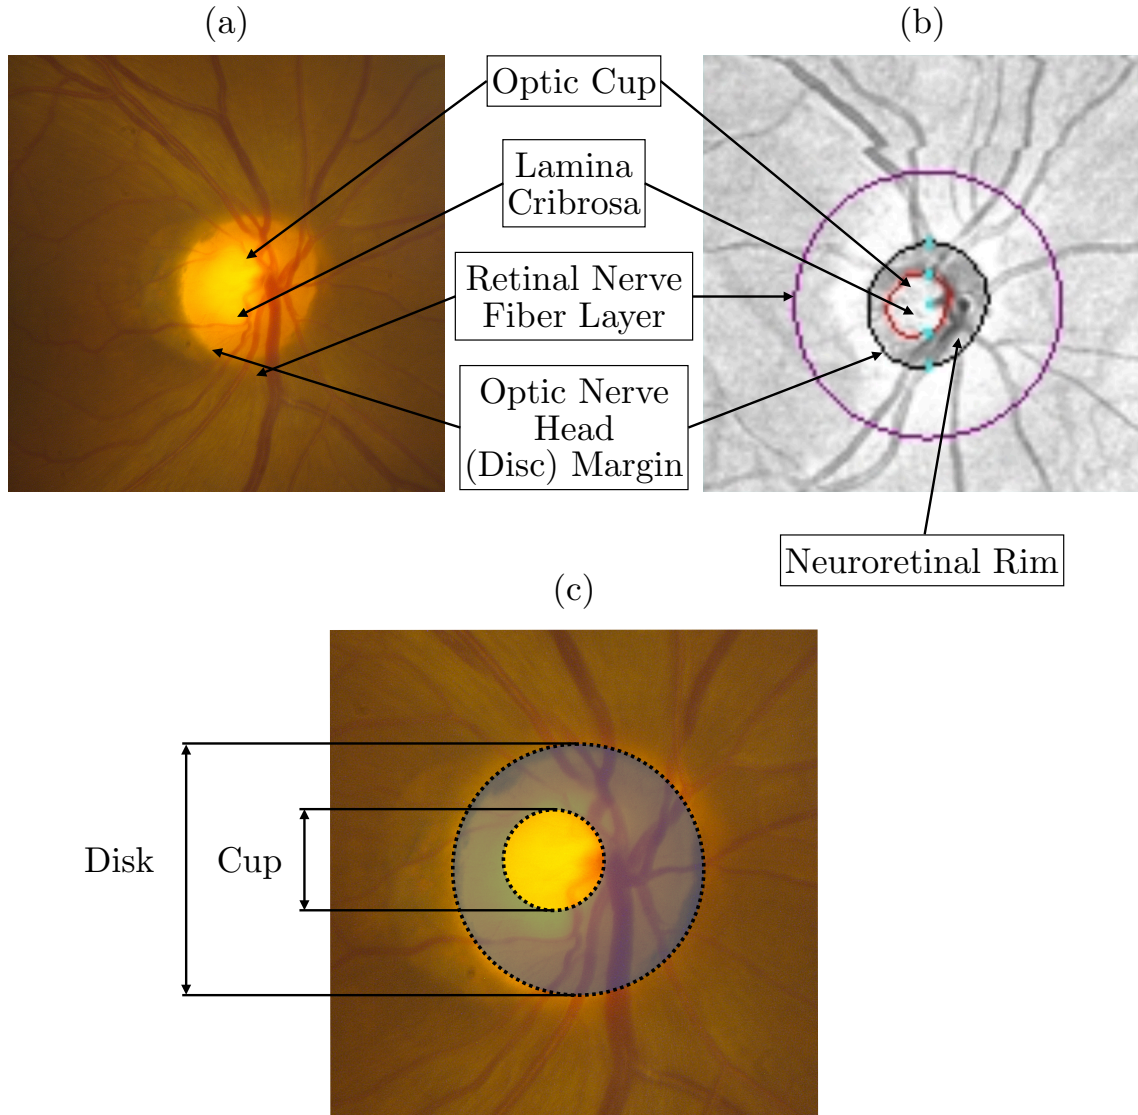 (a)
(b)
Optic Cup
Lamina
Cribrosa
Retinal Nerve
Fiber Layer
Optic Nerve
Head
(Disc) Margin
Neuroretinal Rim
(c)
Disk
Cup